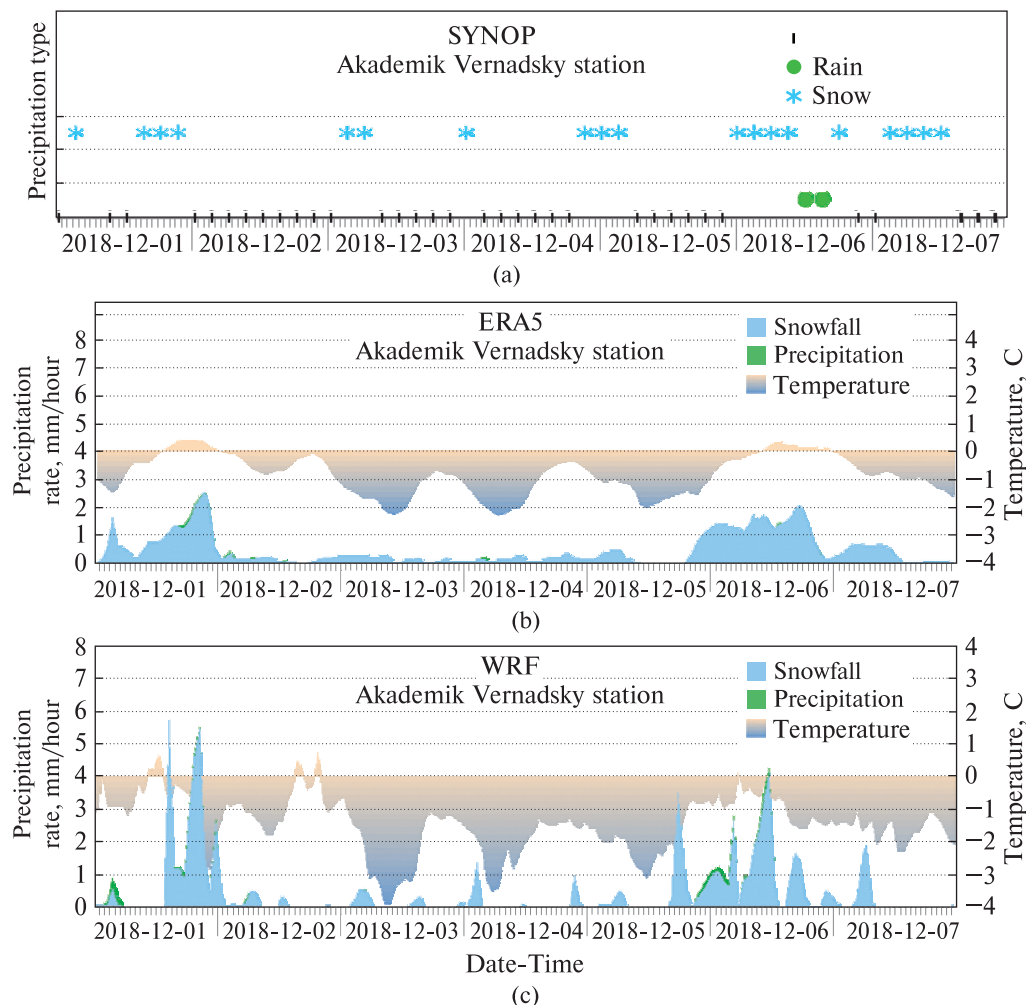 SYNOP
Akademik Vernadsky station
Rain
Snow
Precipitation type
2018-12-01 2018-12-02 2018-12-03 2018-12-04 2018-12-05 2018-12-06 2018-12-07
(a)
ERA5
Akademik Vernadsky station
Snowfall
Precipitation
Temperature
Precipitation
rate, mm/hour
8
7
6
5
4
3
2
1
0
4
3
2
1
0
−1
−2
−3
−4
Temperature, C
2018-12-01 2018-12-02 2018-12-03 2018-12-04 2018-12-05 2018-12-06 2018-12-07
(b)
WRF
Akademik Vernadsky station
Snowfall
Precipitation
Temperature
Precipitation
rate, mm/hour
8
7
6
5
4
3
2
1
0
4
3
2
1
0
−1
−2
−3
−4
Temperature, C
2018-12-01 2018-12-02 2018-12-03 2018-12-04 2018-12-05 2018-12-06 2018-12-07
Date-Time
(c)